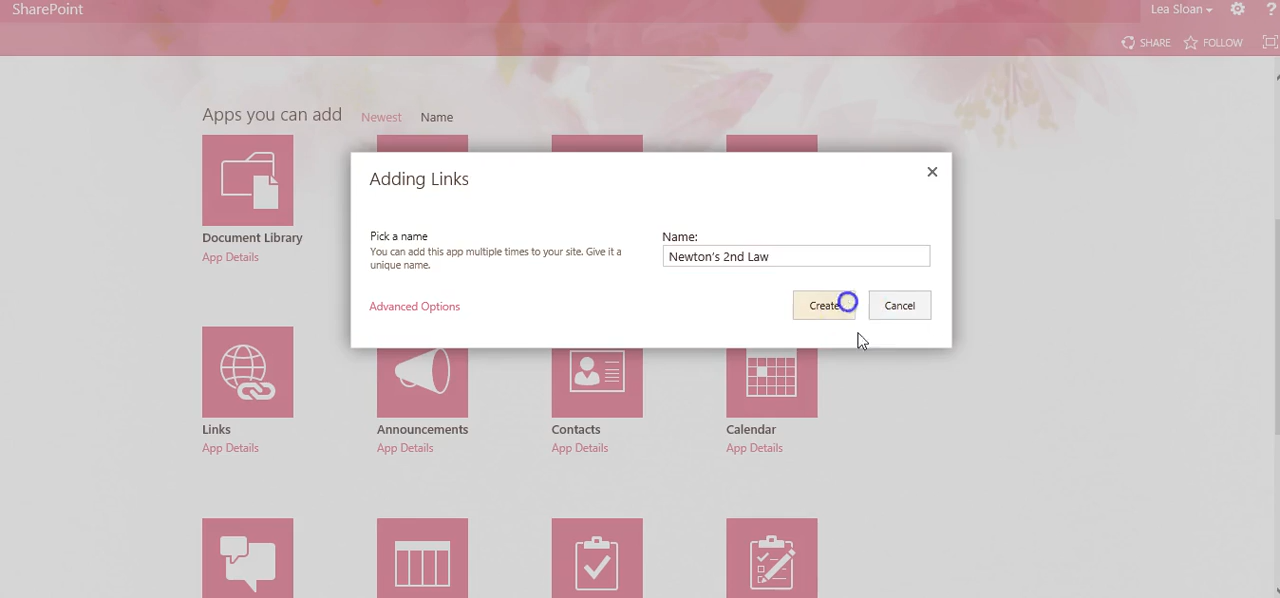 SharePoint
Lea Sloan
?
SHARE
FOLLOW
Apps you can add
Newest
Name
Adding Links
Pick a name
You can add this app multiple times to your site. Give it a
unique name.
Name:
Newton's 2nd Law
Advanced Options
Create
Cancel
Document Library
App Details
Links
Announcements
Contacts
Calendar
App Details
App Details
App Details
App Details